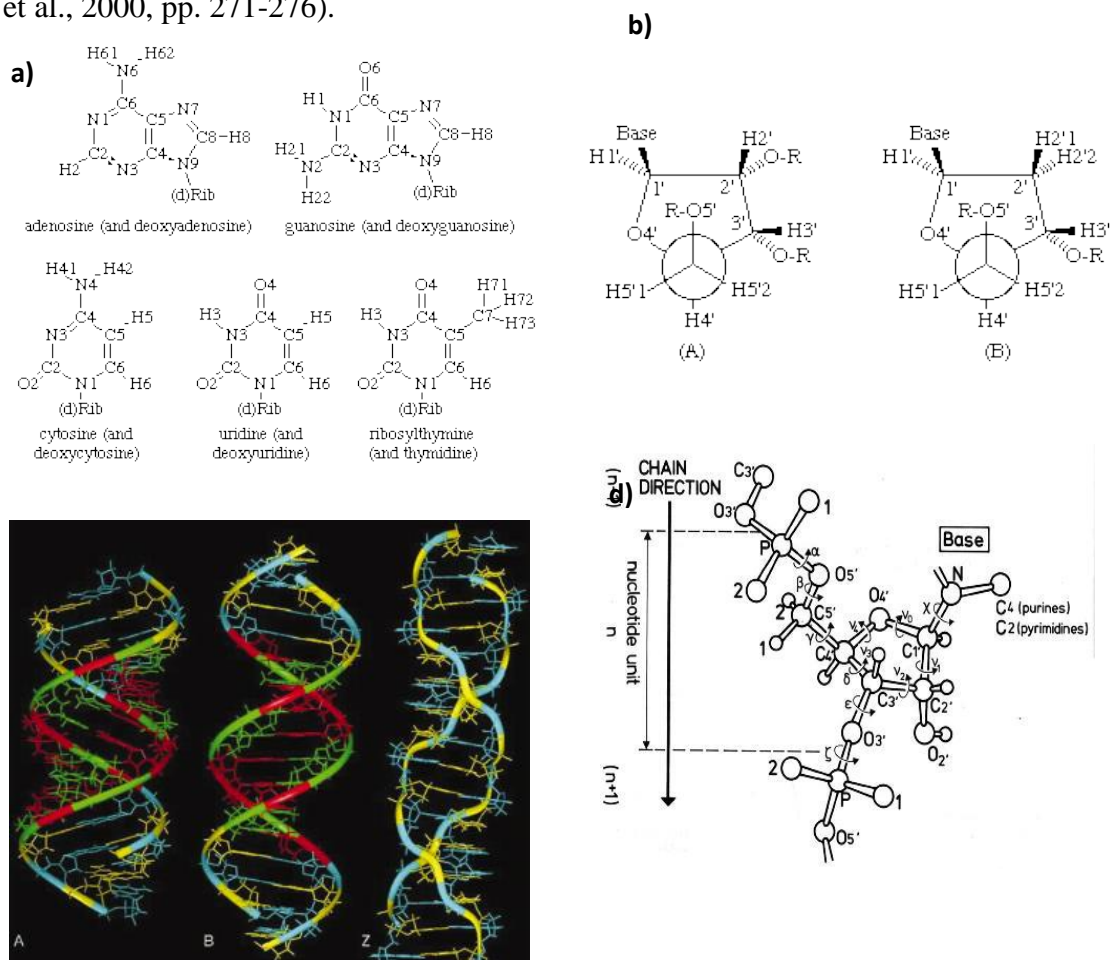 et al., 2000, pp. 271-276).
b)
a)
H61 H62
N6
C6
N1 C5 N7
C8-H8
C2 C4 N9
H2 N3
(d)Rib
adenosine (and deoxyadenosine)
O6
H1 C6
N1 C5 N7
C8-H8
H21 C2 C4 N9
N2 N3
H22 (d)Rib
guanosine (and deoxyguanosine)
H41 H42
N4
C4 H5
N3 C5
C2 C6
O2 N1 H6
(d)Rib
cytosine (and
deoxycytosine)
O4
H3 C4 H5
N3 C5
C2 C6
O2 N1 H6
(d)Rib
uridine (and
deoxyuridine)
O4 H71
H72
H3 C4 C7
H73
N3 C5
C2 C6
O2 N1 H6
(d)Rib
ribosylthymine
(and thymidine)
Base H2'
H1' O-R
1' 2'
R-O5' 3' H3'
O4' O-R
H5'1 H5'2
H4'
(A)
Base H2'1
H1' H2'2
1' 2'
R-O5' 3' H3'
O4' O-R
H5'1 H5'2
H4'
(B)
A
B
Z
d)
CHAIN
DIRECTION
nucleotide unit
n
(n+1)
C3'
O3' 1
P α
2 β O5'
Base
N
2 C5' O4' χ C4 (purines)
C2 (pyrimidines)
1 γ ν4 ν0 C1'
C4' ν3 ν1
δ ν2
ε C3' C2'
O3' O2'
ζ
2 P 1
O5'